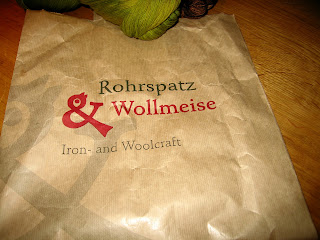 Rohrspatz
& Wollmeise
Iron- and Woolcraft